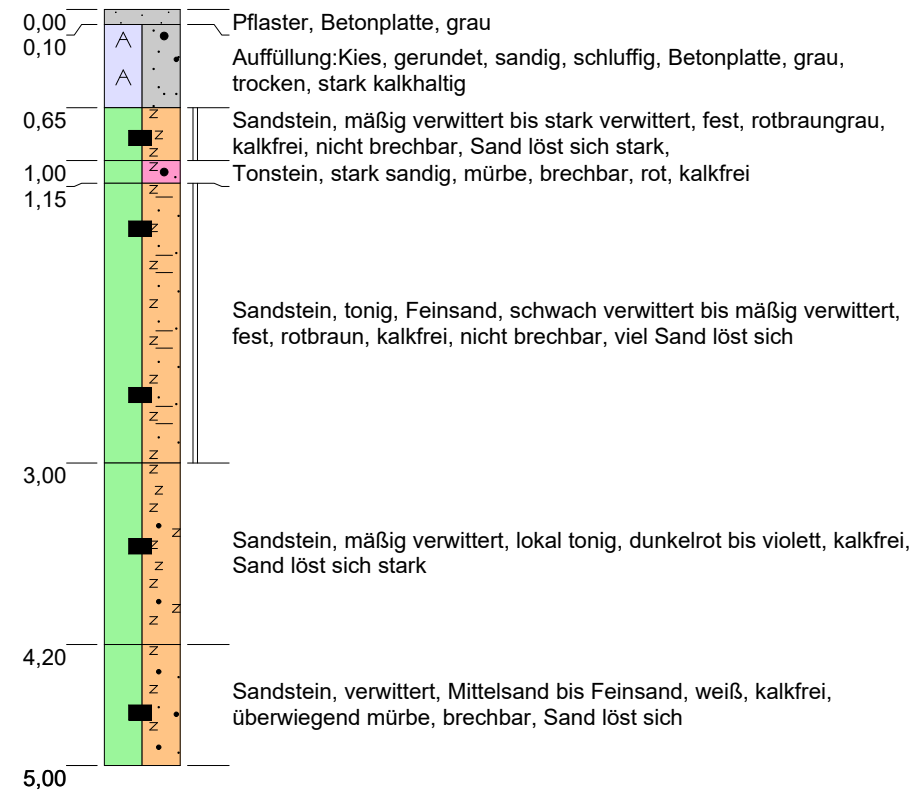 0,00
Pflaster, Betonplatte, grau
0,10
Auffüllung:Kies, gerundet, sandig, schluffig, Betonplatte, grau,
trocken, stark kalkhaltig
0,65
Sandstein, mäßig verwittert bis stark verwittert, fest, rotbraungrau,
kalkfrei, nicht brechbar, Sand löst sich stark,
1,00
Tonstein, stark sandig, mürbe, brechbar, rot, kalkfrei
1,15
Sandstein, tonig, Feinsand, schwach verwittert bis mäßig verwittert,
fest, rotbraun, kalkfrei, nicht brechbar, viel Sand löst sich
3,00
Sandstein, mäßig verwittert, lokal tonig, dunkelrot bis violett, kalkfrei,
Sand löst sich stark
4,20
Sandstein, verwittert, Mittelsand bis Feinsand, weiß, kalkfrei,
überwiegend mürbe, brechbar, Sand löst sich
5,00